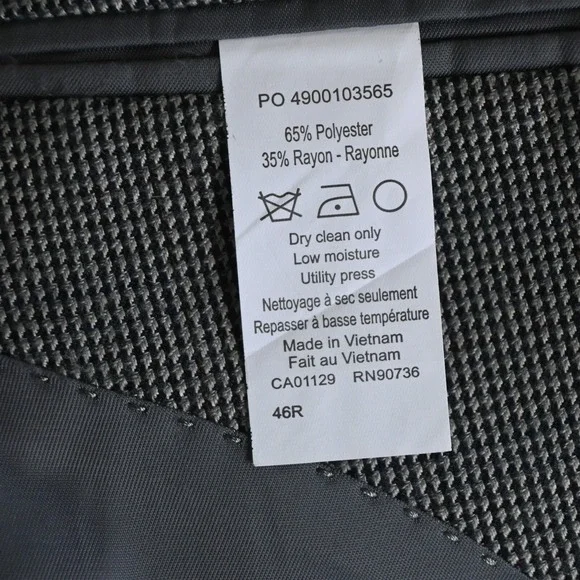 PO 4900103565
65% Polyester
35% Rayon - Rayonne
Dry clean only
Low moisture
Utility press
Nettoyage à sec seulement
Repasser à basse température
Made in Vietnam
Fait au Vietnam
CA01129 RN90736
46R